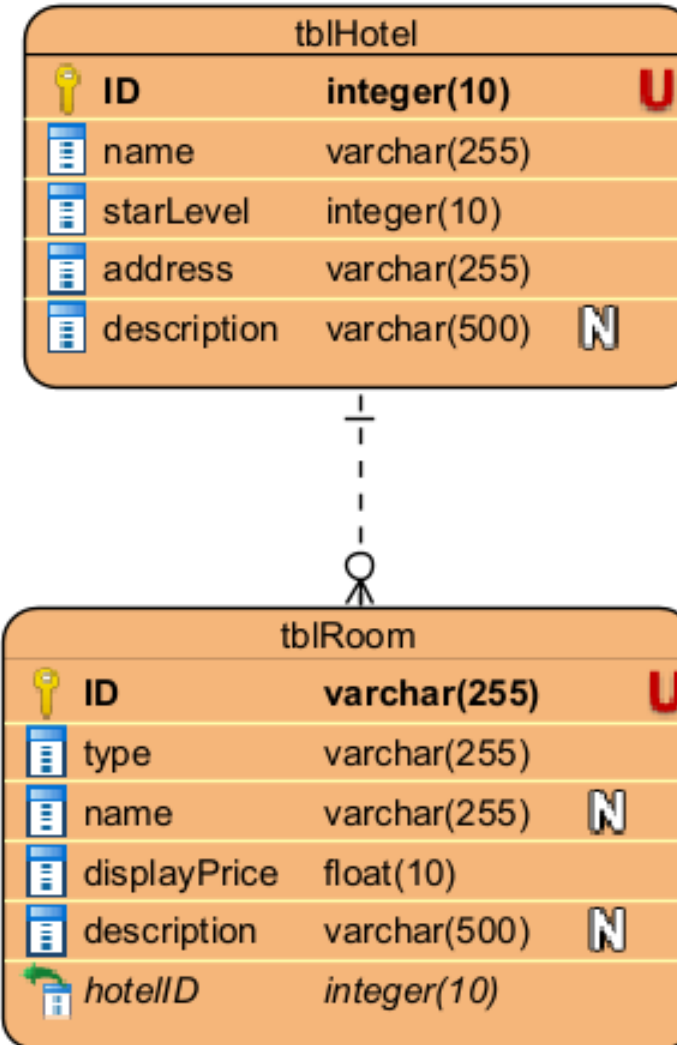 tblHotel
ID integer(10) U
name varchar(255)
starLevel integer(10)
address varchar(255)
description varchar(500) N
tblRoom
ID varchar(255) U
type varchar(255)
name varchar(255) N
displayPrice float(10)
description varchar(500) N
hotelID integer(10)